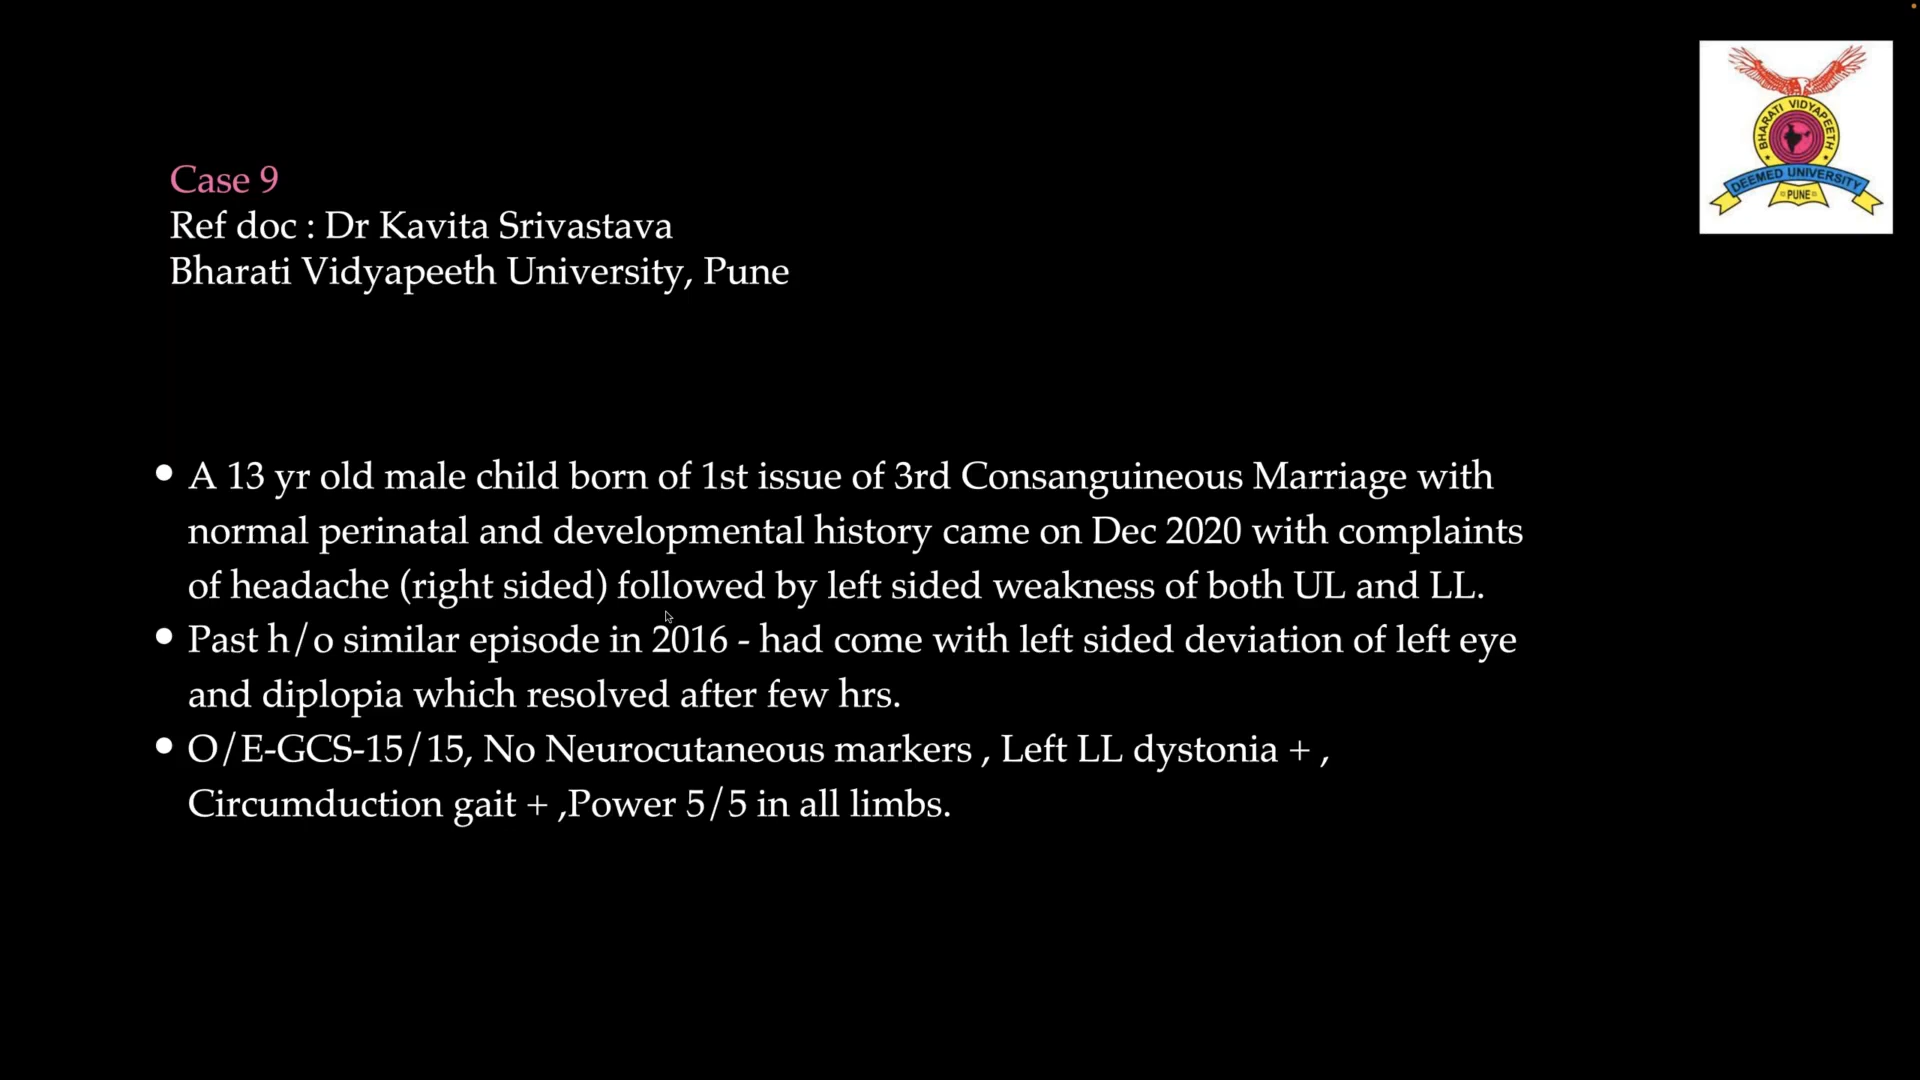 BHARATI VIDYAPEETH
DEEMED UNIVERSITY
PUNE
Case 9
Ref doc : Dr Kavita Srivastava
Bharati Vidyapeeth University, Pune
• A 13 yr old male child born of 1st issue of 3rd Consanguineous Marriage with
normal perinatal and developmental history came on Dec 2020 with complaints
of headache (right sided) followed by left sided weakness of both UL and LL.
• Past h/o similar episode in 2016 - had come with left sided deviation of left eye
and diplopia which resolved after few hrs.
• O/E-GCS-15/15, No Neurocutaneous markers , Left LL dystonia + ,
Circumduction gait + ,Power 5/5 in all limbs.